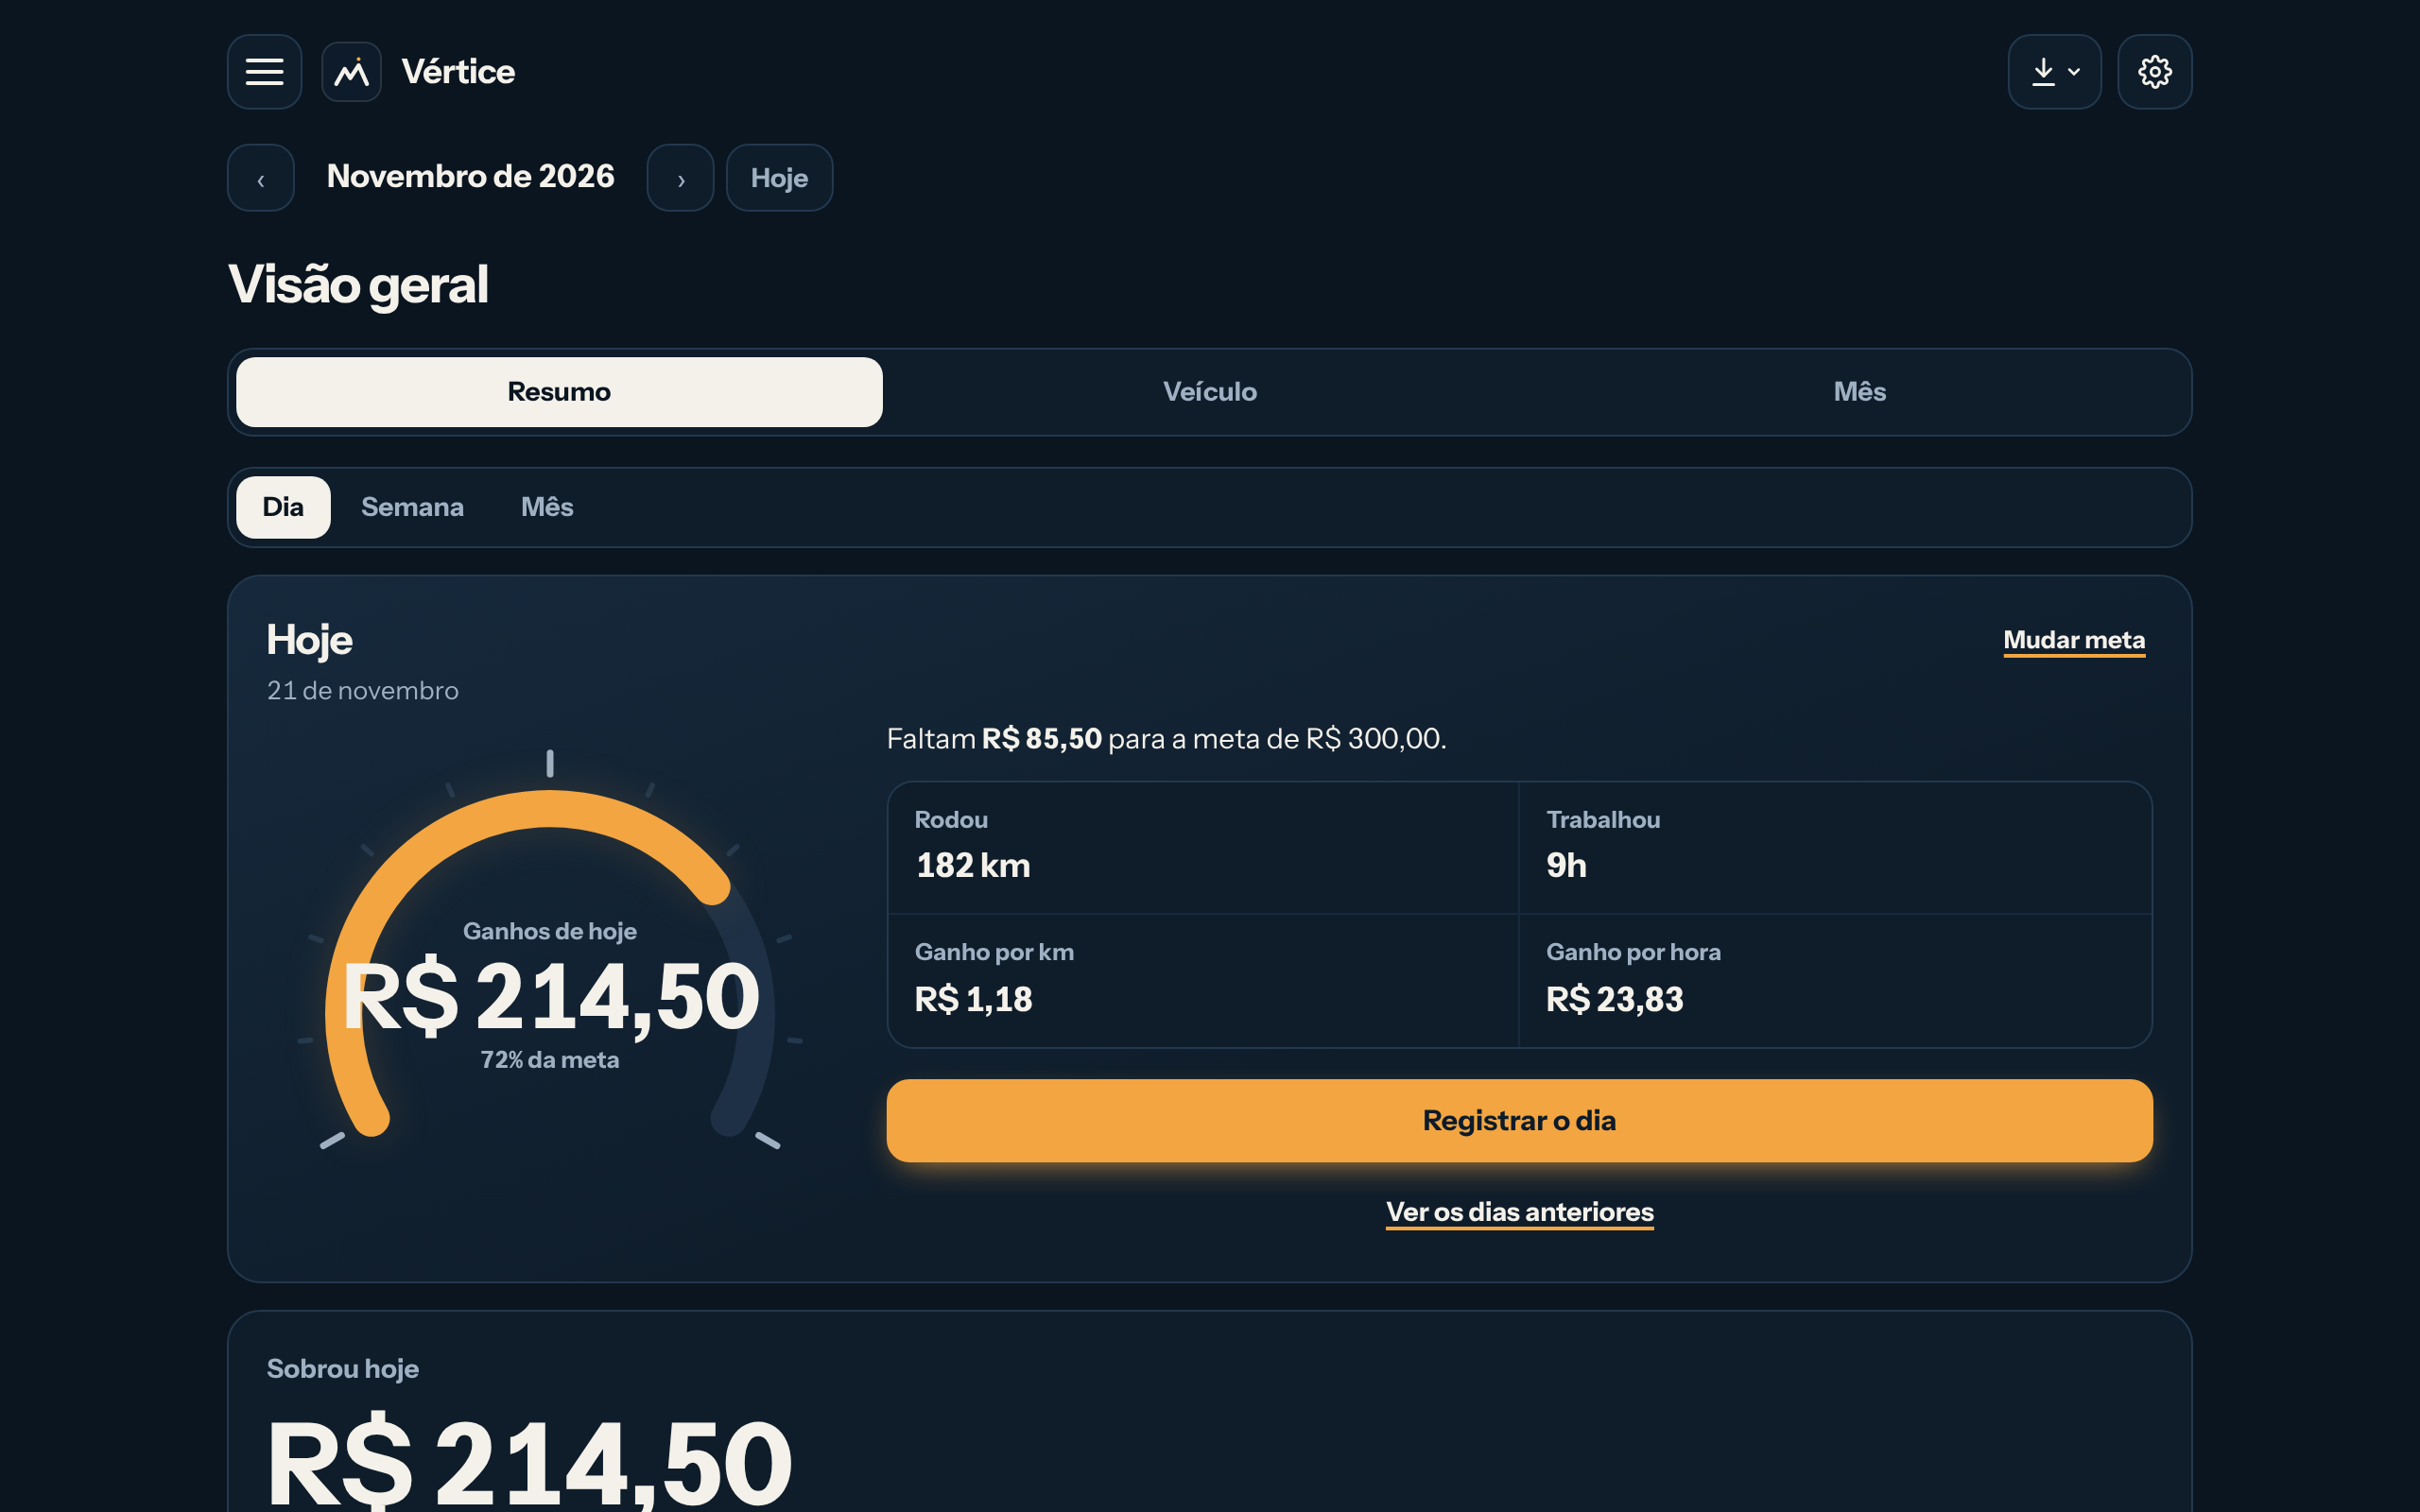 Vértice
‹ Novembro de 2026 › Hoje
Visão geral
Resumo Veículo Mês
Dia Semana Mês
Hoje
Mudar meta
21 de novembro
Ganhos de hoje
R$ 214,50
72% da meta
Faltam R$ 85,50 para a meta de R$ 300,00.
Rodou
182 km
Trabalhou
9h
Ganho por km
R$ 1,18
Ganho por hora
R$ 23,83
Registrar o dia
Ver os dias anteriores
Sobrou hoje
R$ 214,50